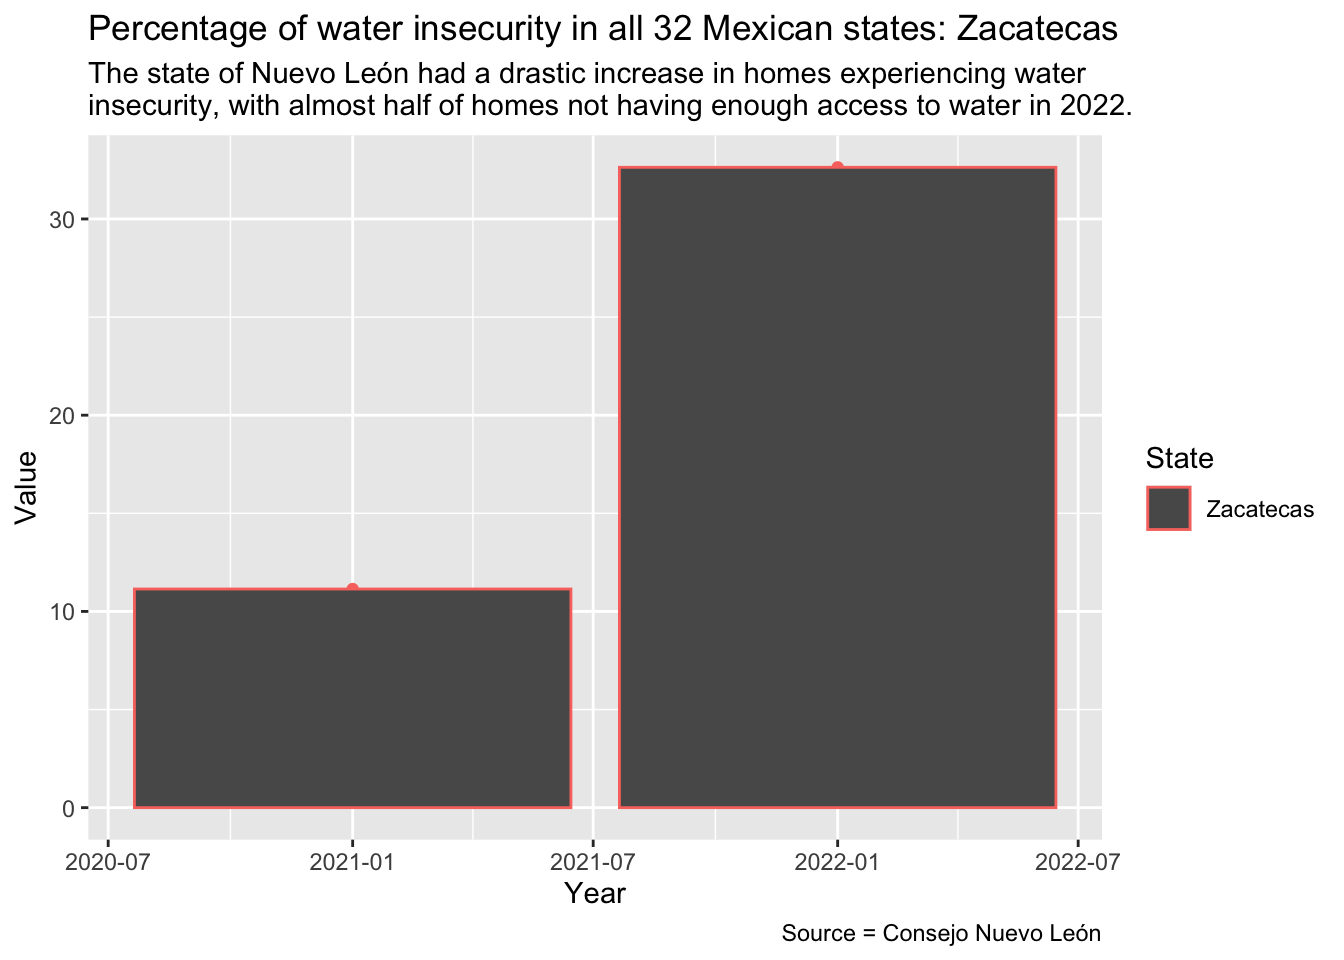 Percentage of water insecurity in all 32 Mexican states: Zacatecas
The state of Nuevo León had a drastic increase in homes experiencing water
insecurity, with almost half of homes not having enough access to water in 2022.
Value
30
20
10
0
2020-07
2021-01
2021-07
2022-01
2022-07
Year
State
Zacatecas
Source = Consejo Nuevo León